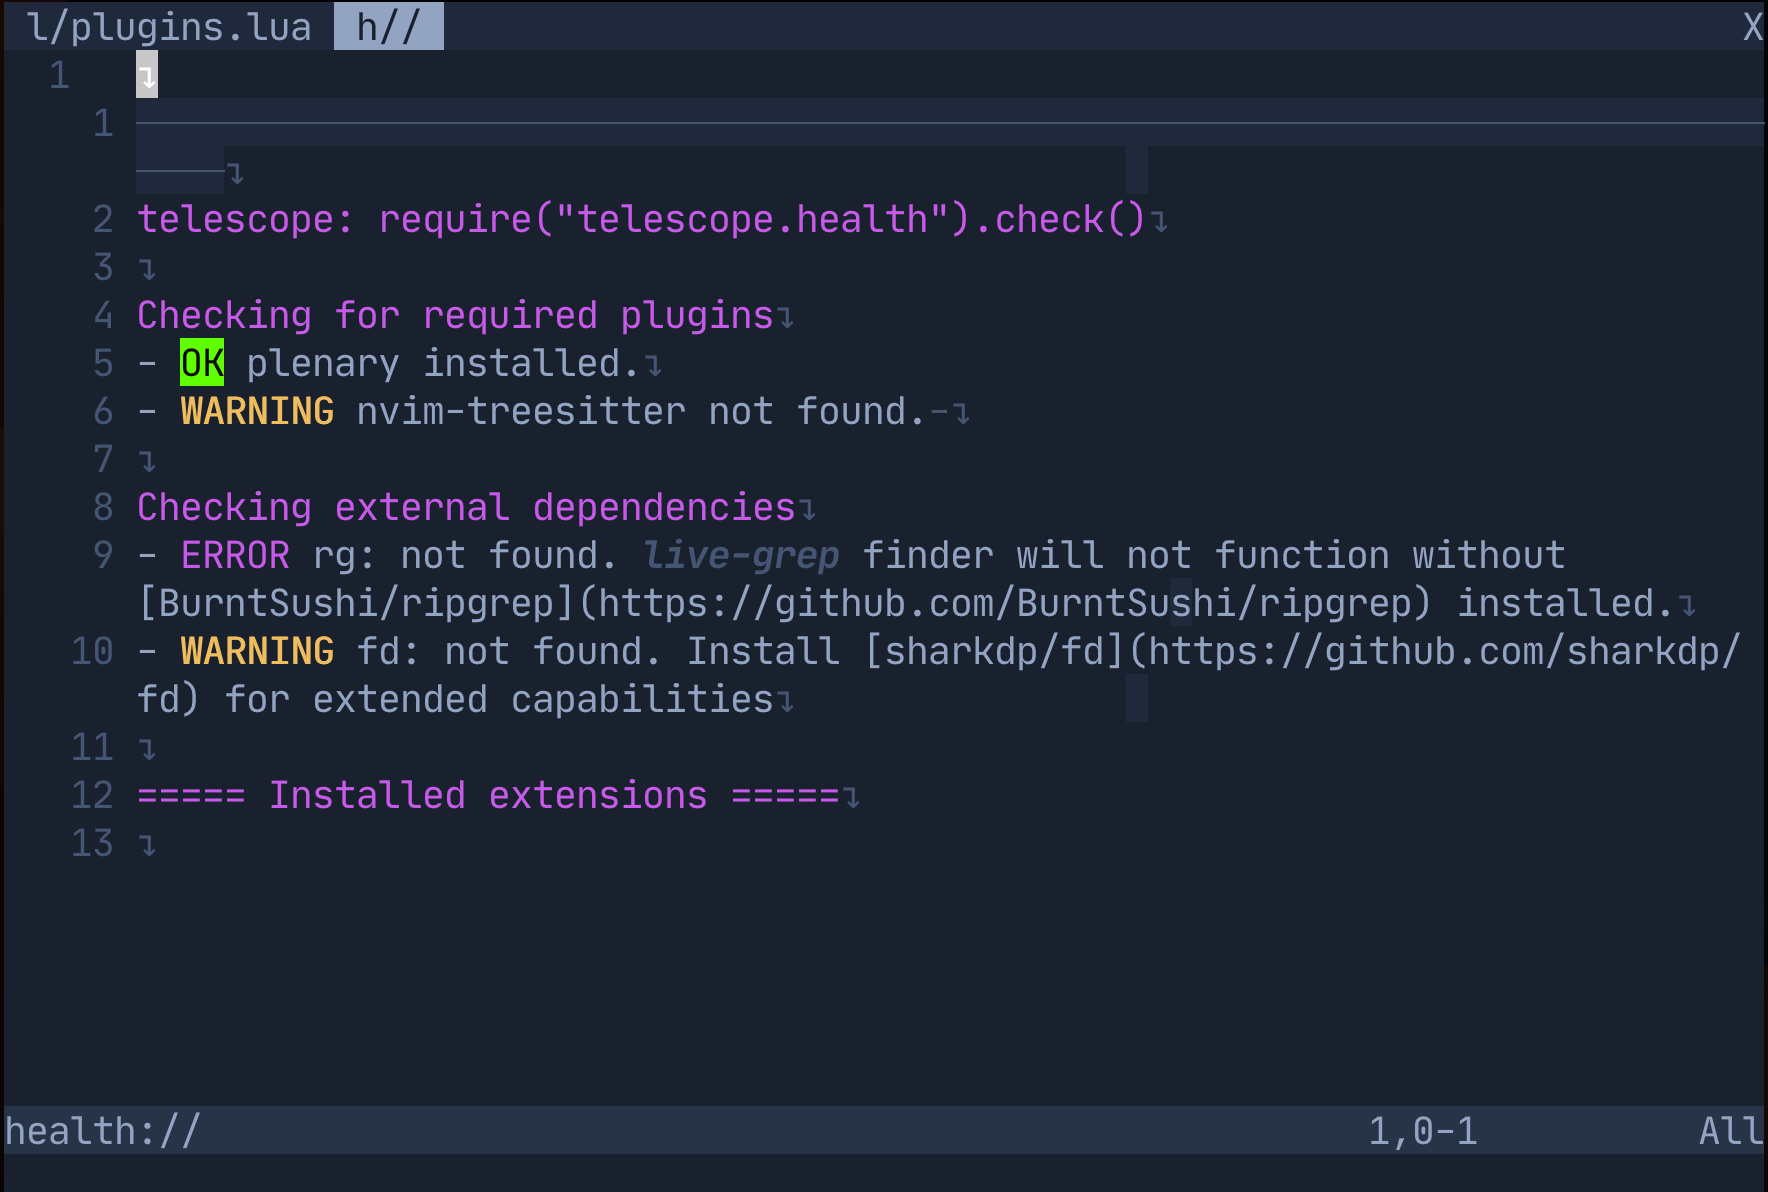 l/plugins.lua h// X
1 ↴
1 ────────────────────────────────────────────────────────────────────────────
────↴
2 telescope: require("telescope.health").check()↴
3 ↴
4 Checking for required plugins↴
5 - OK plenary installed.↴
6 - WARNING nvim-treesitter not found.-↴
7 ↴
8 Checking external dependencies↴
9 - ERROR rg: not found. live-grep finder will not function without
[BurntSushi/ripgrep](https://github.com/BurntSushi/ripgrep) installed.↴
10 - WARNING fd: not found. Install [sharkdp/fd](https://github.com/sharkdp/
fd) for extended capabilities↴
11 ↴
12 ===== Installed extensions =====↴
13 ↴
health:// 1,0-1 All